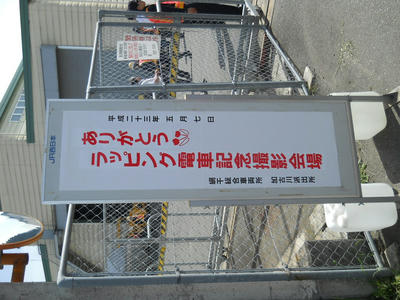 平成二十三年 五月七日
ありがとう
ラッピング電車記念撮影会場
網干総合車両所 加古川派出所
JR西日本